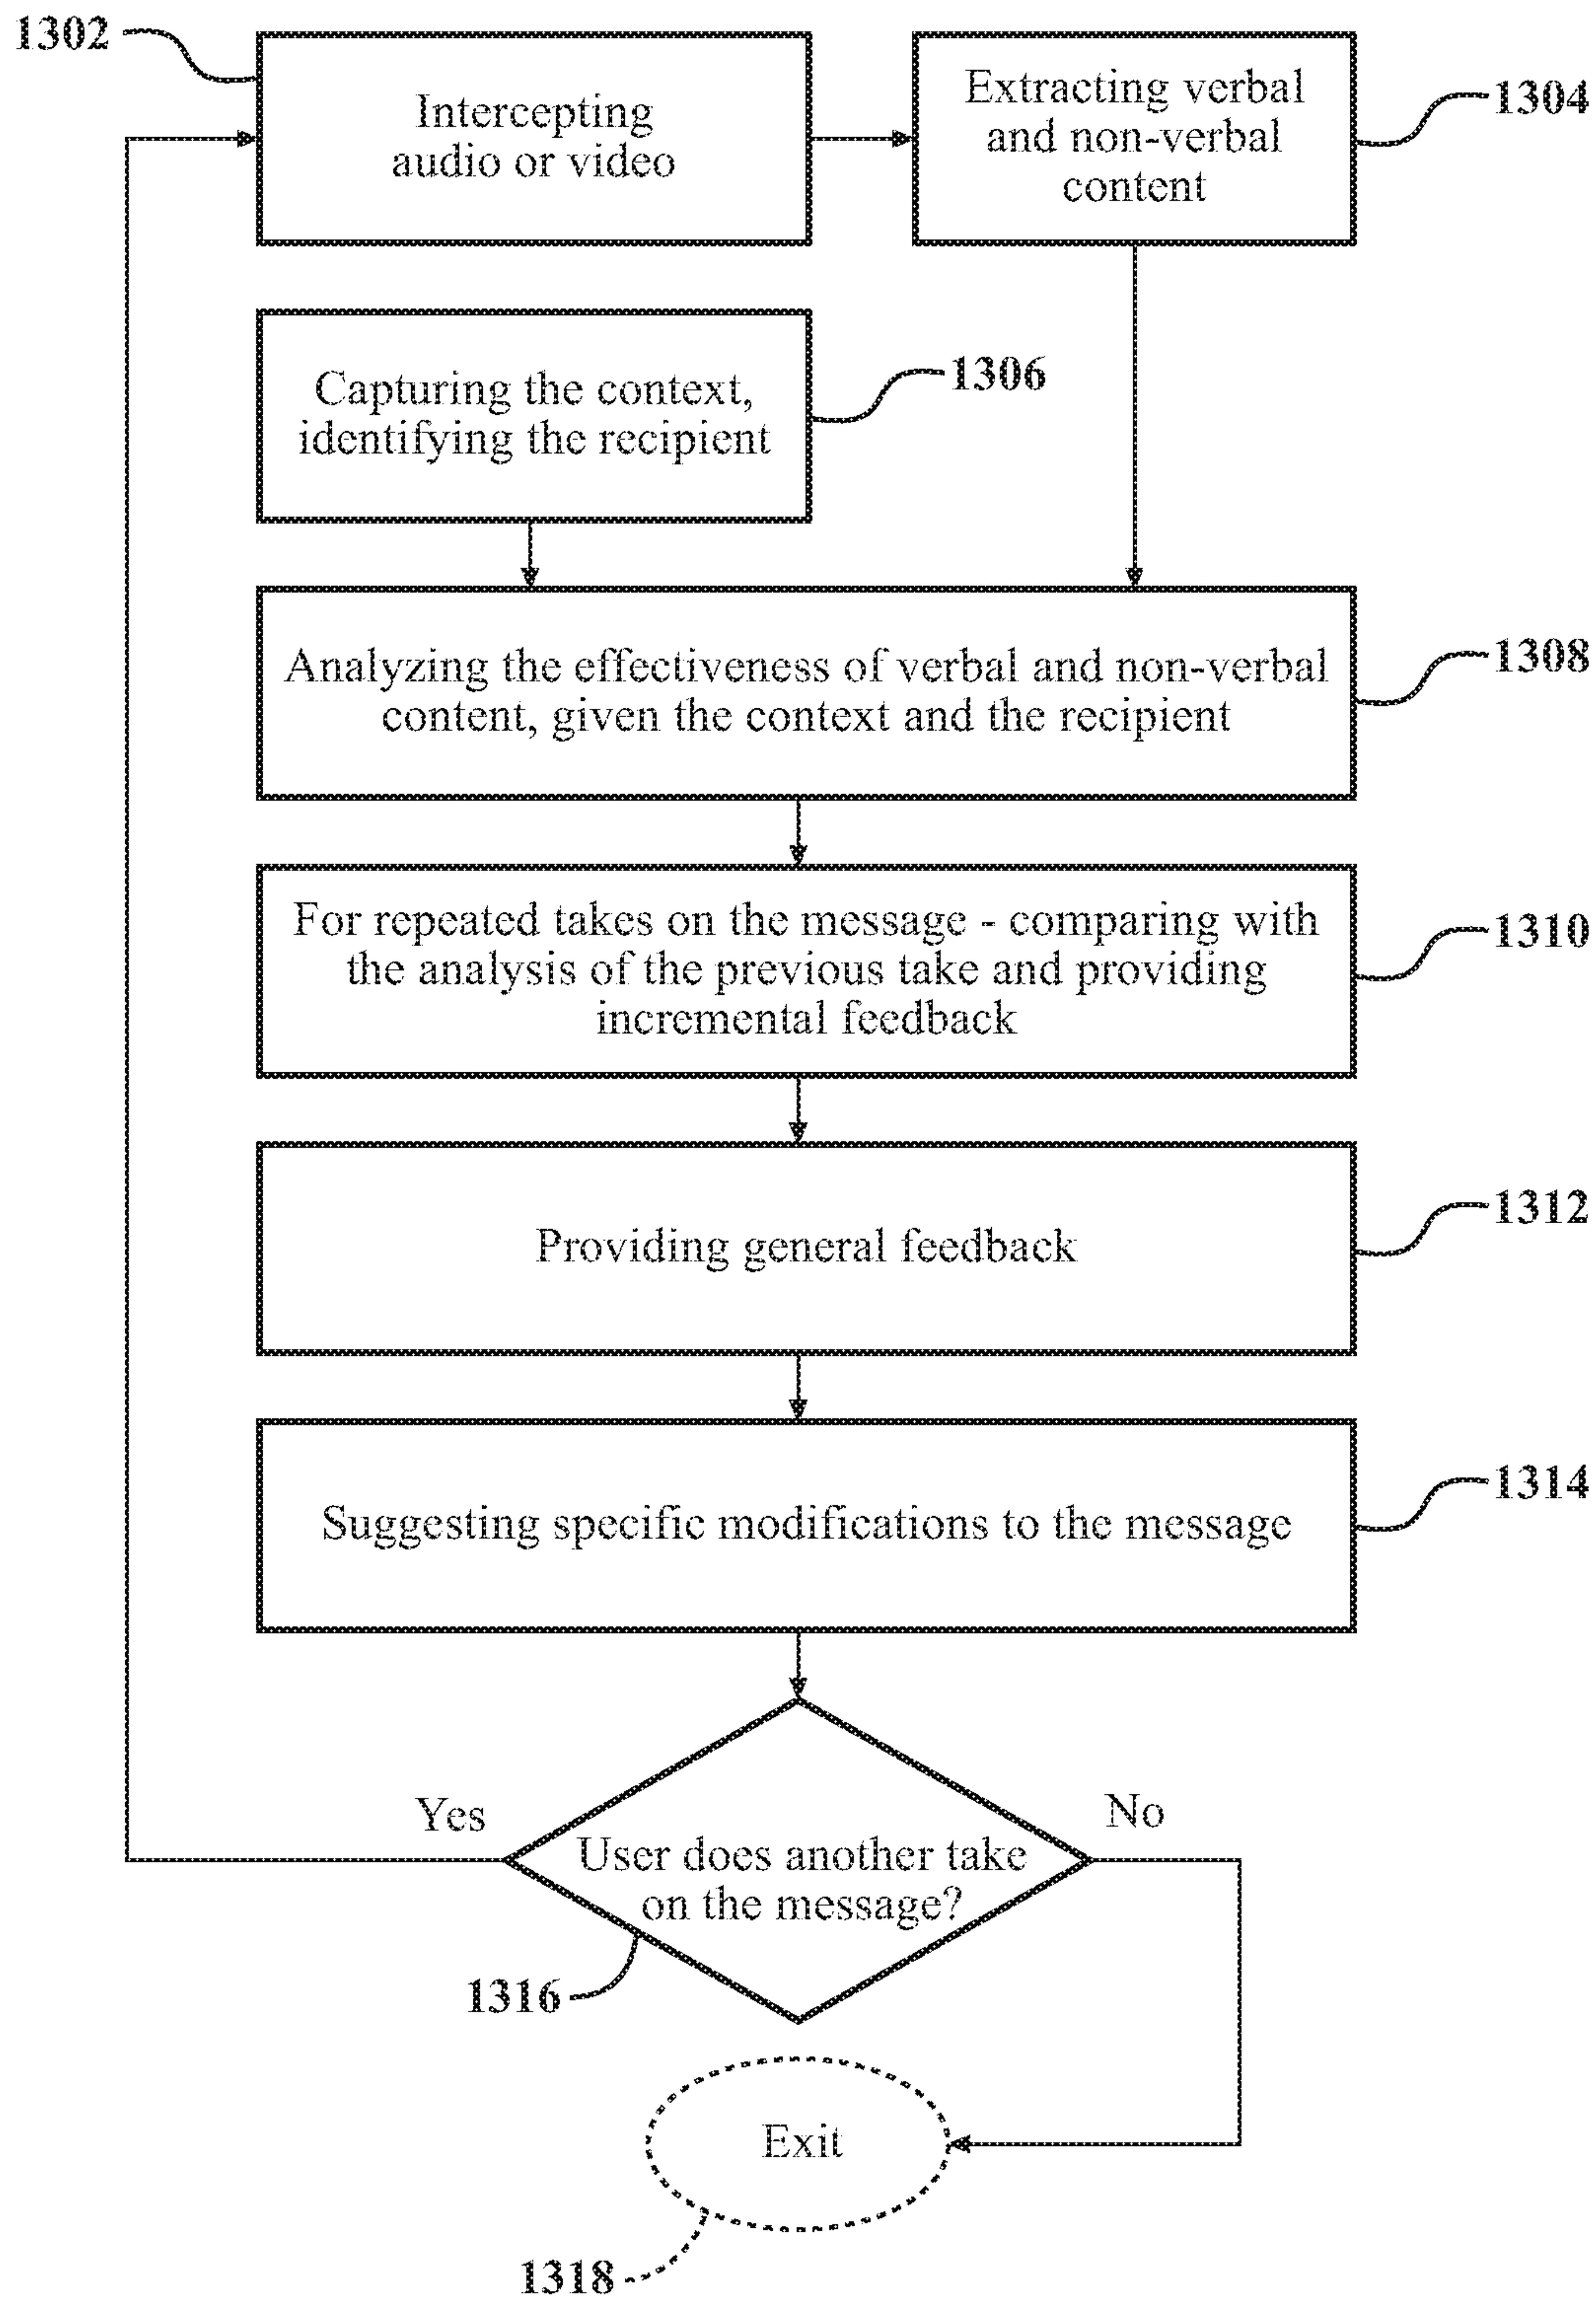 1302
Intercepting
audio or video
Extracting verbal
and non-verbal
content
1304
Capturing the context,
identifying the recipient
1306
Analyzing the effectiveness of verbal and non-verbal
content, given the context and the recipient
1308
For repeated takes on the message - comparing with
the analysis of the previous take and providing
incremental feedback
1310
Providing general feedback
1312
Suggesting specific modifications to the message
1314
Yes
No
User does another take
on the message?
1316
Exit
1318